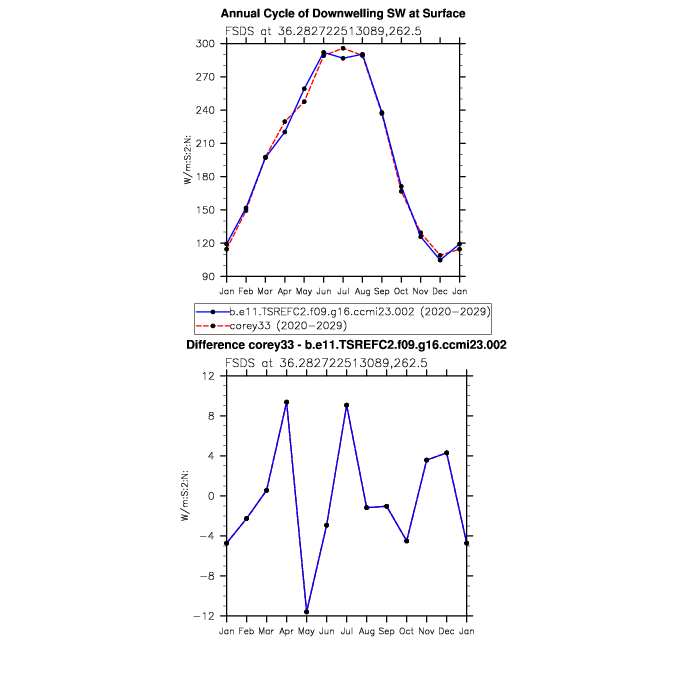 Annual Cycle of Downwelling SW at Surface
FSDS at 36.282722513089,262.5
300
270
240
210
180
150
120
90
W/m:S:2:N:
Jan Feb Mar Apr May Jun Jul Aug Sep Oct Nov Dec Jan
b.e11.TSREFC2.f09.g16.ccmi23.002 (2020-2029)
corey33 (2020-2029)
Difference corey33 - b.e11.TSREFC2.f09.g16.ccmi23.002
FSDS at 36.282722513089,262.5
12
8
4
0
-4
-8
-12
W/m:S:2:N:
Jan Feb Mar Apr May Jun Jul Aug Sep Oct Nov Dec Jan